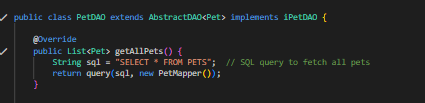 public class PetDAO extends AbstractDAO<Pet> implements iPetDAO {
@Override
public List<Pet> getAllPets() {
String sql = "SELECT * FROM PETS";  // SQL query to fetch all pets
return query(sql, new PetMapper());
}